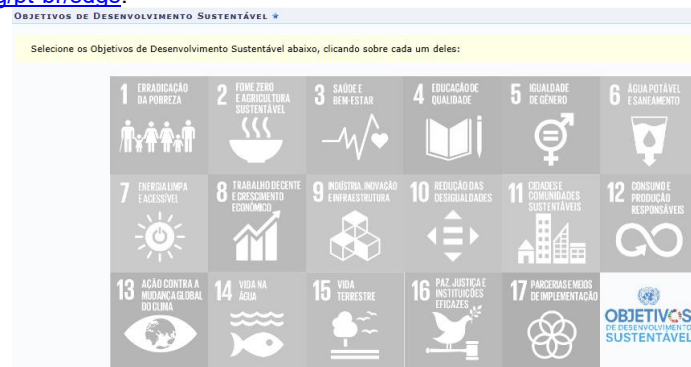 g/pt-br/sdgs.
OBJETIVOS DE DESENVOLVIMENTO SUSTENTÁVEL *
Selecione os Objetivos de Desenvolvimento Sustentável abaixo, clicando sobre cada um deles:
1 ERRADICAÇÃO
DA POBREZA
2 FOME ZERO
E AGRICULTURA
SUSTENTÁVEL
3 SAÚDE E
BEM-ESTAR
4 EDUCAÇÃO DE
QUALIDADE
5 IGUALDADE
DE GÊNERO
6 ÁGUA POTÁVEL
E SANEAMENTO
7 ENERGIA LIMPA
E ACESSÍVEL
8 TRABALHO DECENTE
E CRESCIMENTO
ECONÔMICO
9 INDÚSTRIA, INOVAÇÃO
E INFRAESTRUTURA
10 REDUÇÃO DAS
DESIGUALDADES
11 CIDADES E
COMUNIDADES
SUSTENTÁVEIS
12 CONSUMO E
PRODUÇÃO
RESPONSÁVEIS
13 AÇÃO CONTRA A
MUDANÇA GLOBAL
DO CLIMA
14 VIDA NA
ÁGUA
15 VIDA
TERRESTRE
16 PAZ, JUSTIÇA E
INSTITUIÇÕES
EFICAZES
17 PARCERIAS E MEIOS
DE IMPLEMENTAÇÃO
OBJETIVOS
DE DESENVOLVIMENTO
SUSTENTÁVEL